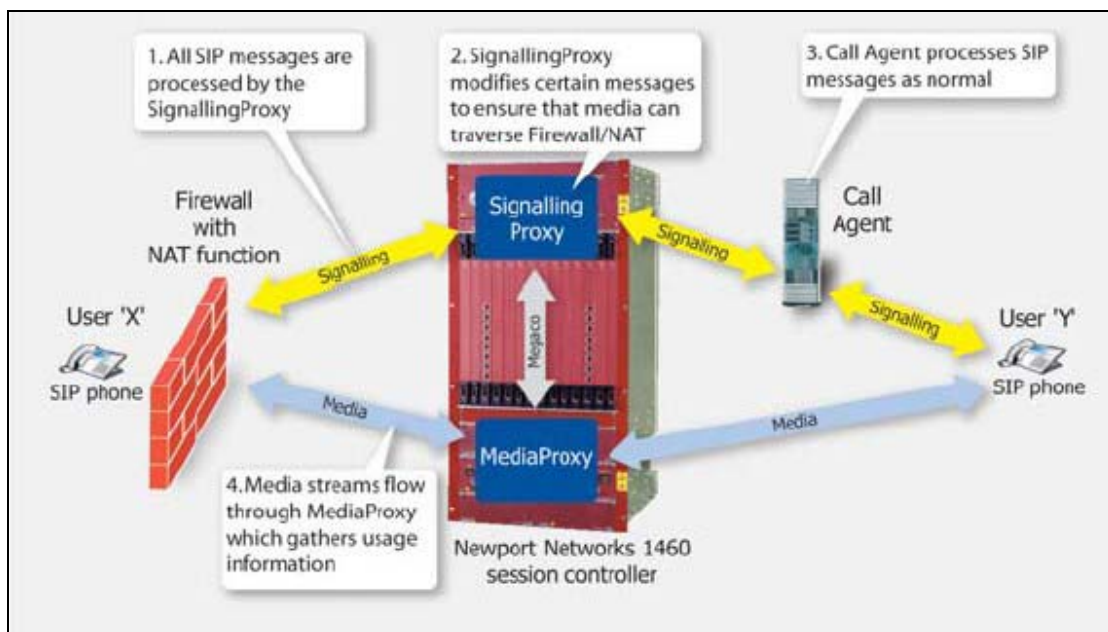 1. All SIP messages are
processed by the
SignallingProxy
2. SignallingProxy
modifies certain messages
to ensure that media can
traverse Firewall/NAT
3. Call Agent processes SIP
messages as normal
Firewall
with
NAT function
Signalling
Signalling
Proxy
Signalling
Call
Agent
Signalling
User 'X'
SIP phone
User 'Y'
SIP phone
Megaco
Media
Media
MediaProxy
4. Media streams flow
through MediaProxy
which gathers usage
information
Newport Networks 1460
session controller